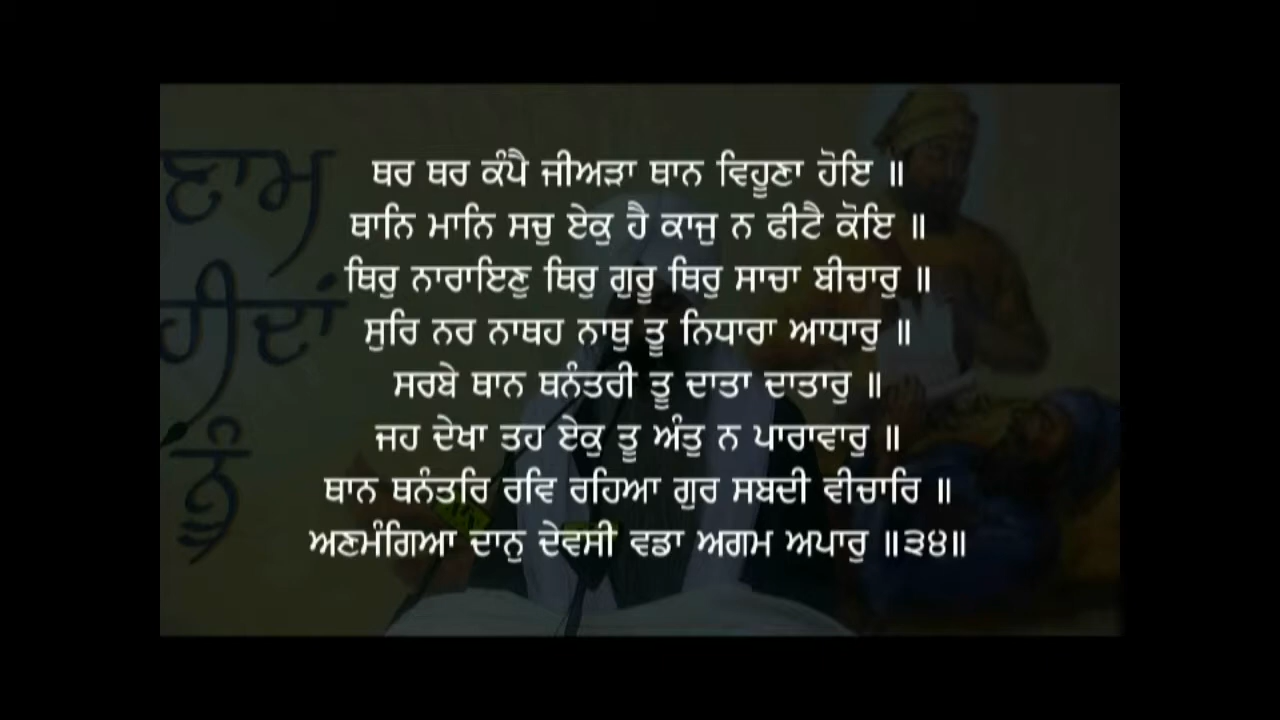 ਥਰ ਥਰ ਕੰਪੈ ਜੀਅੜਾ ਥਾਨ ਵਿਹੂਣਾ ਹੋਇ ॥
ਥਾਨਿ ਮਾਨਿ ਸਚੁ ਏਕੁ ਹੈ ਕਾਜੁ ਨ ਫੀਟੈ ਕੋਇ ॥
ਥਿਰੁ ਨਾਰਾਇਣੁ ਥਿਰੁ ਗੁਰੂ ਥਿਰੁ ਸਾਚਾ ਬੀਚਾਰੁ ॥
ਸੁਰਿ ਨਰ ਨਾਥਹ ਨਾਥੁ ਤੂ ਨਿਧਾਰਾ ਆਧਾਰੁ ॥
ਸਰਬੇ ਥਾਨ ਥਨੰਤਰੀ ਤੂ ਦਾਤਾ ਦਾਤਾਰੁ ॥
ਜਹ ਦੇਖਾ ਤਹ ਏਕੁ ਤੂ ਅੰਤੁ ਨ ਪਾਰਾਵਾਰੁ ॥
ਥਾਨ ਥਨੰਤਰਿ ਰਵਿ ਰਹਿਆ ਗੁਰ ਸਬਦੀ ਵੀਚਾਰਿ ॥
ਅਣਮੰਗਿਆ ਦਾਨੁ ਦੇਵਸੀ ਵਡਾ ਅਗਮ ਅਪਾਰੁ ॥੩੪॥
ਨੂੰ